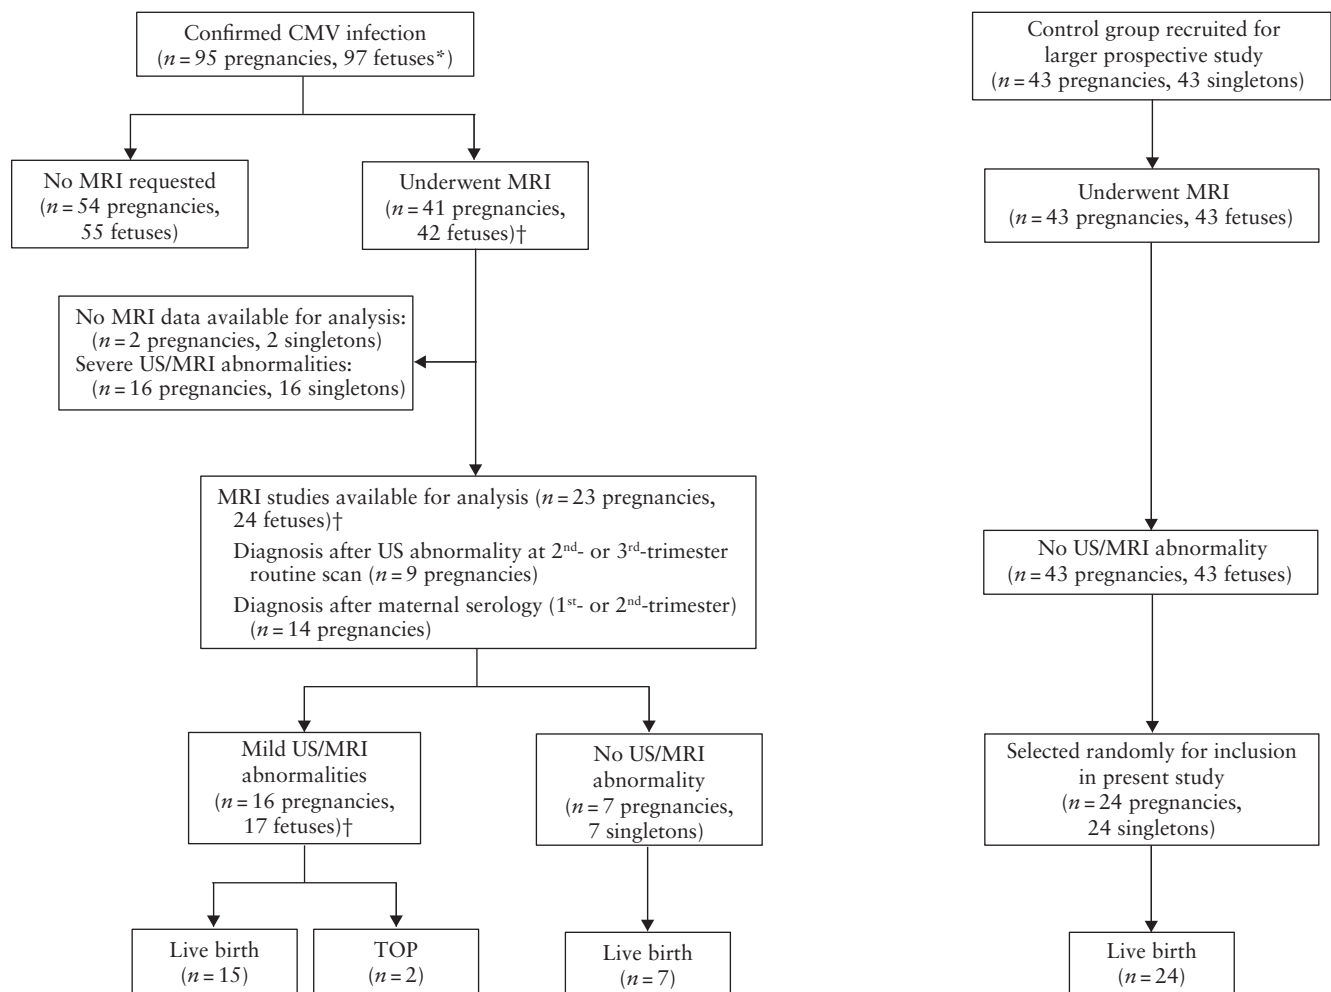 Confirmed CMV infection
(n = 95 pregnancies, 97 fetuses*)
Control group recruited for
larger prospective study
(n = 43 pregnancies, 43 singletons)
No MRI requested
(n = 54 pregnancies,
55 fetuses)
Underwent MRI
(n = 41 pregnancies,
42 fetuses)†
Underwent MRI
(n = 43 pregnancies, 43 fetuses)
No MRI data available for analysis:
(n = 2 pregnancies, 2 singletons)
Severe US/MRI abnormalities:
(n = 16 pregnancies, 16 singletons)
MRI studies available for analysis (n = 23 pregnancies,
24 fetuses)†
Diagnosis after US abnormality at 2nd- or 3rd-trimester
routine scan (n = 9 pregnancies)
Diagnosis after maternal serology (1st- or 2nd-trimester)
(n = 14 pregnancies)
No US/MRI abnormality
(n = 43 pregnancies, 43 fetuses)
Mild US/MRI
abnormalities
(n = 16 pregnancies,
17 fetuses)†
No US/MRI
abnormality
(n = 7 pregnancies,
7 singletons)
Selected randomly for inclusion
in present study
(n = 24 pregnancies,
24 singletons)
Live birth
(n = 15)
TOP
(n = 2)
Live birth
(n = 7)
Live birth
(n = 24)